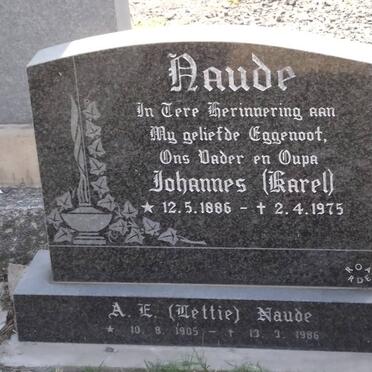 Naude
In Tere Herinnering aan
My geliefde Eggenoot,
Ons Vader en Oupa
Johannes (Karel)
★ 12.5.1886 - † 2.4.1975
A. E. (Lettie) Naude
★ 10. 8. 1905 - † 13. 3. 1986